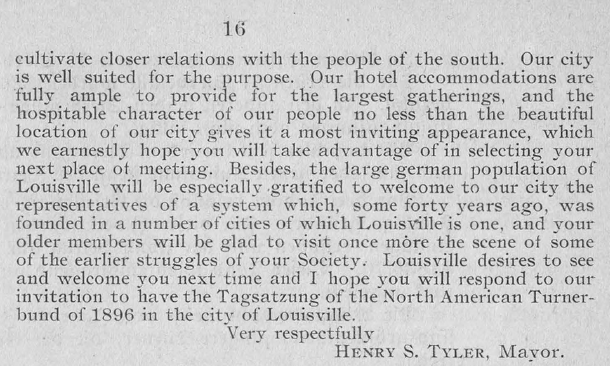 16
cultivate closer relations with the people of the south. Our city
is well suited for the purpose. Our hotel accommodations are
fully ample to provide for the largest gatherings, and the
hospitable character of our people no less than the beautiful
location of our city gives it a most inviting appearance, which
we earnestly hope you will take advantage of in selecting your
next place of meeting. Besides, the large german population of
Louisville will be especially gratified to welcome to our city the
representatives of a system which, some forty years ago, was
founded in a number of cities of which Louisville is one, and your
older members will be glad to visit once more the scene of some
of the earlier struggles of your Society. Louisville desires to see
and welcome you next time and I hope you will respond to our
invitation to have the Tagsatzung of the North American Turner-
bund of 1896 in the city of Louisville.
Very respectfully
HENRY S. TYLER, Mayor.